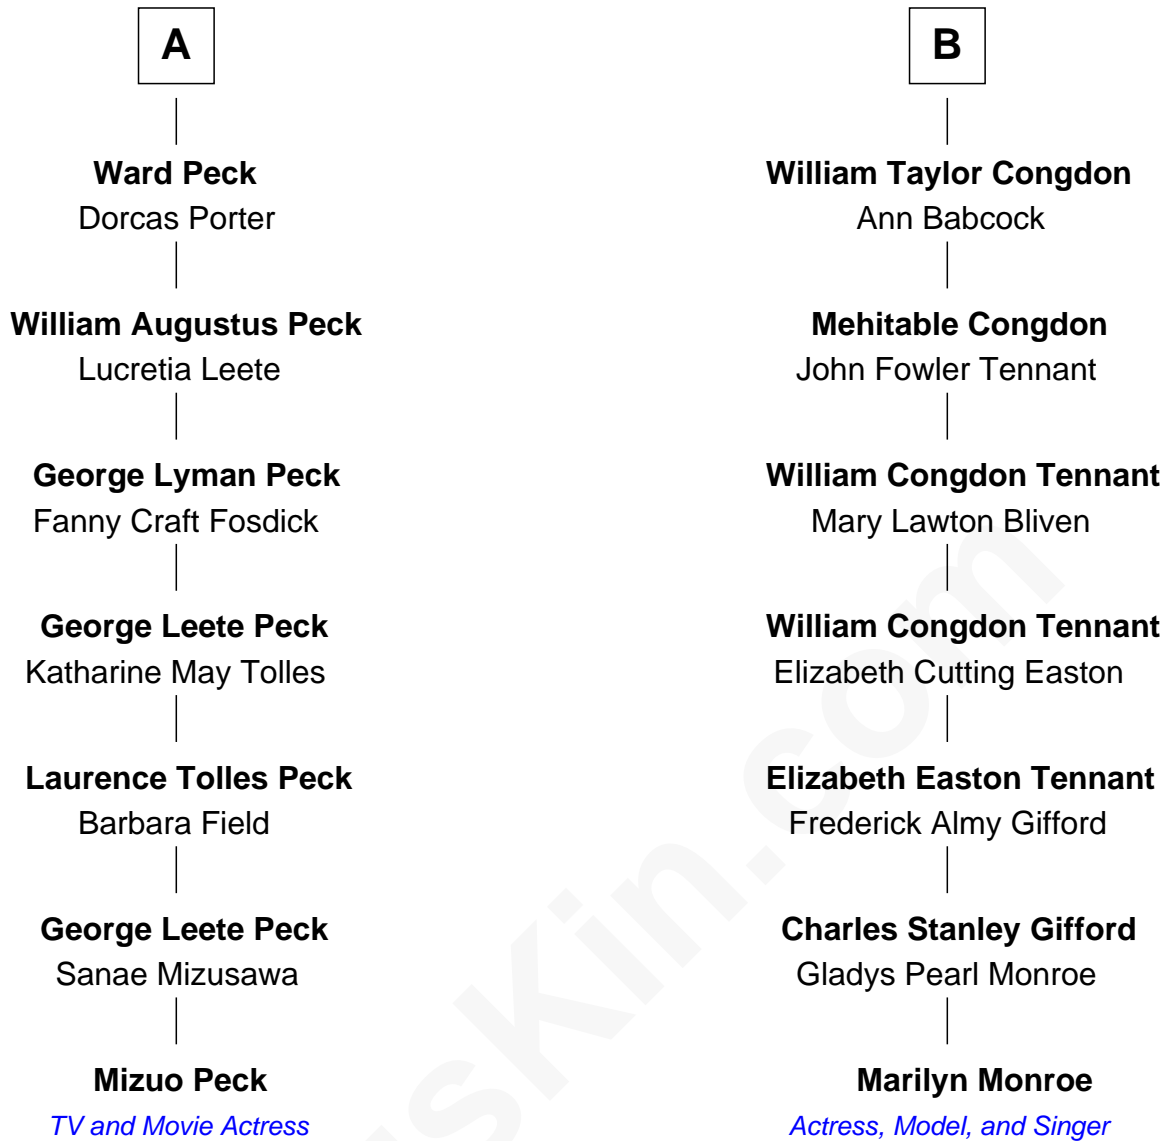 A
Ward Peck
Dorcas Porter
William Augustus Peck
Lucretia Leete
George Lyman Peck
Fanny Craft Fosdick
George Leete Peck
Katharine May Tolles
Laurence Tolles Peck
Barbara Field
George Leete Peck
Sanae Mizusawa
Mizuo Peck
TV and Movie Actress
B
William Taylor Congdon
Ann Babcock
Mehitable Congdon
John Fowler Tennant
William Congdon Tennant
Mary Lawton Bliven
William Congdon Tennant
Elizabeth Cutting Easton
Elizabeth Easton Tennant
Frederick Almy Gifford
Charles Stanley Gifford
Gladys Pearl Monroe
Marilyn Monroe
Actress, Model, and Singer
sKin.com